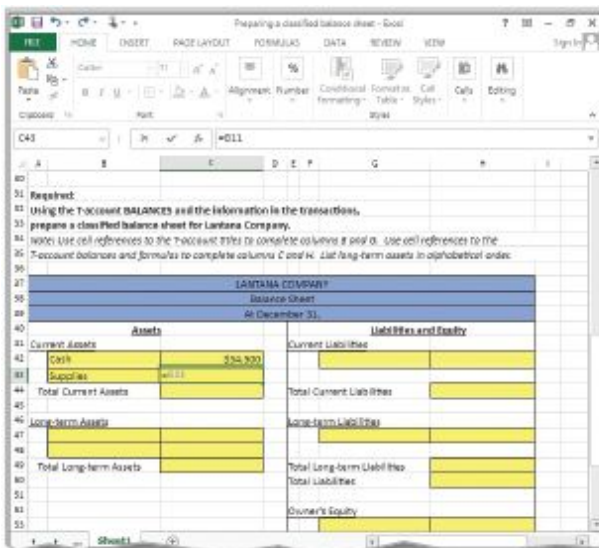 Preparing a classified balance sheet - Excel
FILE HOME INSERT PAGE LAYOUT FORMULAS DATA REVIEW VIEW Sign In
Paste Calibri 11 Alignment Number Conditional Formatting Format as Table Cell Styles Cells Editing
Clipboard Font Styles
C43 =D11
A B C D E F G H I
Required:
Using the T-account BALANCES and the information in the transactions,
prepare a classified balance sheet for Lantana Company.
Note: Use cell references to the T-account titles to complete columns B and G. Use cell references to the
T-account balances and formulas to complete columns C and H. List long-term assets in alphabetical order.
LANTANA COMPANY
Balance Sheet
At December 31,
Assets Liabilities and Equity
Current Assets Current Liabilities
Cash $54,500
Supplies
Total Current Assets Total Current Liabilities
Long-term Assets Long-term Liabilities
Total Long-term Assets Total Long-term Liabilities
Total Liabilities
Owner's Equity
Sheet1